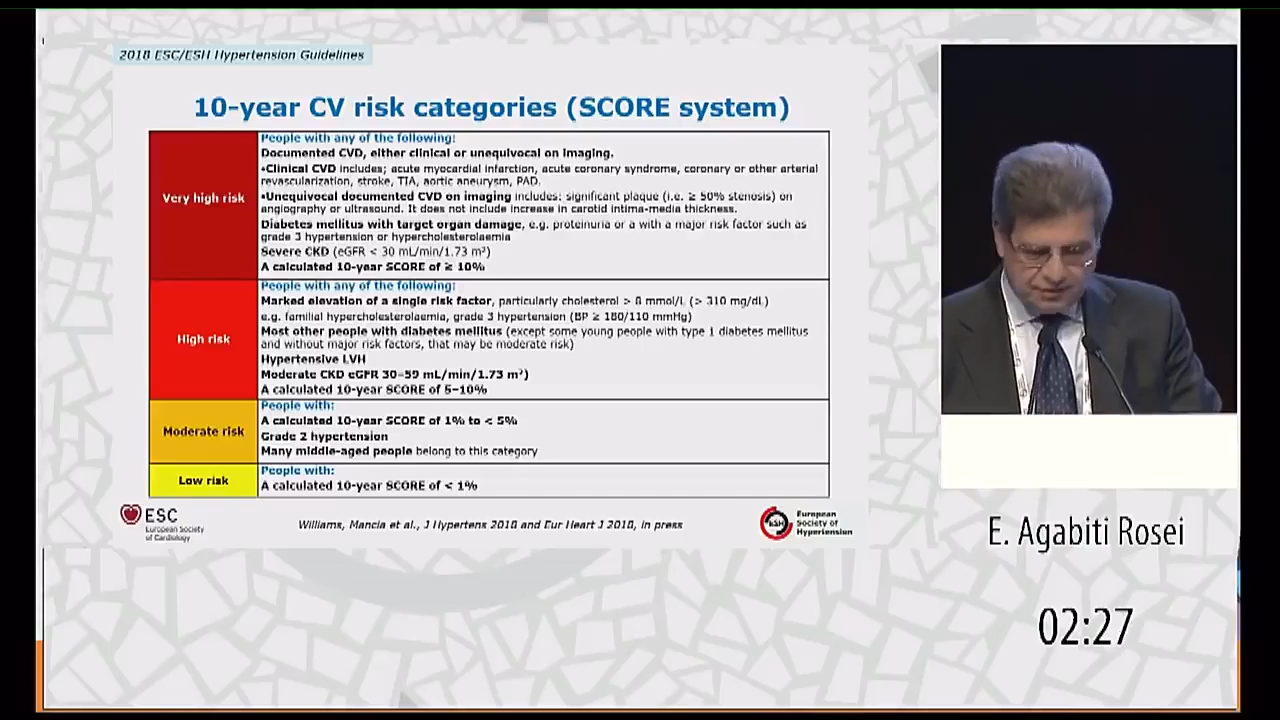 2018 ESC/ESH Hypertension Guidelines
10-year CV risk categories (SCORE system)
Very high risk
People with any of the following:
Documented CVD, either clinical or unequivocal on imaging.
•Clinical CVD includes; acute myocardial infarction, acute coronary syndrome, coronary or other arterial
revascularization, stroke, TIA, aortic aneurysm, PAD.
•Unequivocal documented CVD on imaging includes: significant plaque (i.e. ≥ 50% stenosis) on
angiography or ultrasound. It does not include increase in carotid intima-media thickness.
Diabetes mellitus with target organ damage, e.g. proteinuria or a with a major risk factor such as
grade 3 hypertension or hypercholesterolaemia
Severe CKD (eGFR < 30 mL/min/1.73 m²)
A calculated 10-year SCORE of ≥ 10%
High risk
People with any of the following:
Marked elevation of a single risk factor, particularly cholesterol > 8 mmol/L (> 310 mg/dL)
e.g. familial hypercholesterolaemia, grade 3 hypertension (BP ≥ 180/110 mmHg)
Most other people with diabetes mellitus (except some young people with type 1 diabetes mellitus
and without major risk factors, that may be moderate risk)
Hypertensive LVH
Moderate CKD eGFR 30–59 mL/min/1.73 m²)
A calculated 10-year SCORE of 5–10%
Moderate risk
People with:
A calculated 10-year SCORE of 1% to < 5%
Grade 2 hypertension
Many middle-aged people belong to this category
Low risk
People with:
A calculated 10-year SCORE of < 1%
ESC
European Society
of Cardiology
Williams, Mancia et al., J Hypertens 2018 and Eur Heart J 2018, in press
ESH
European
Society of
Hypertension
E. Agabiti Rosei
02:27